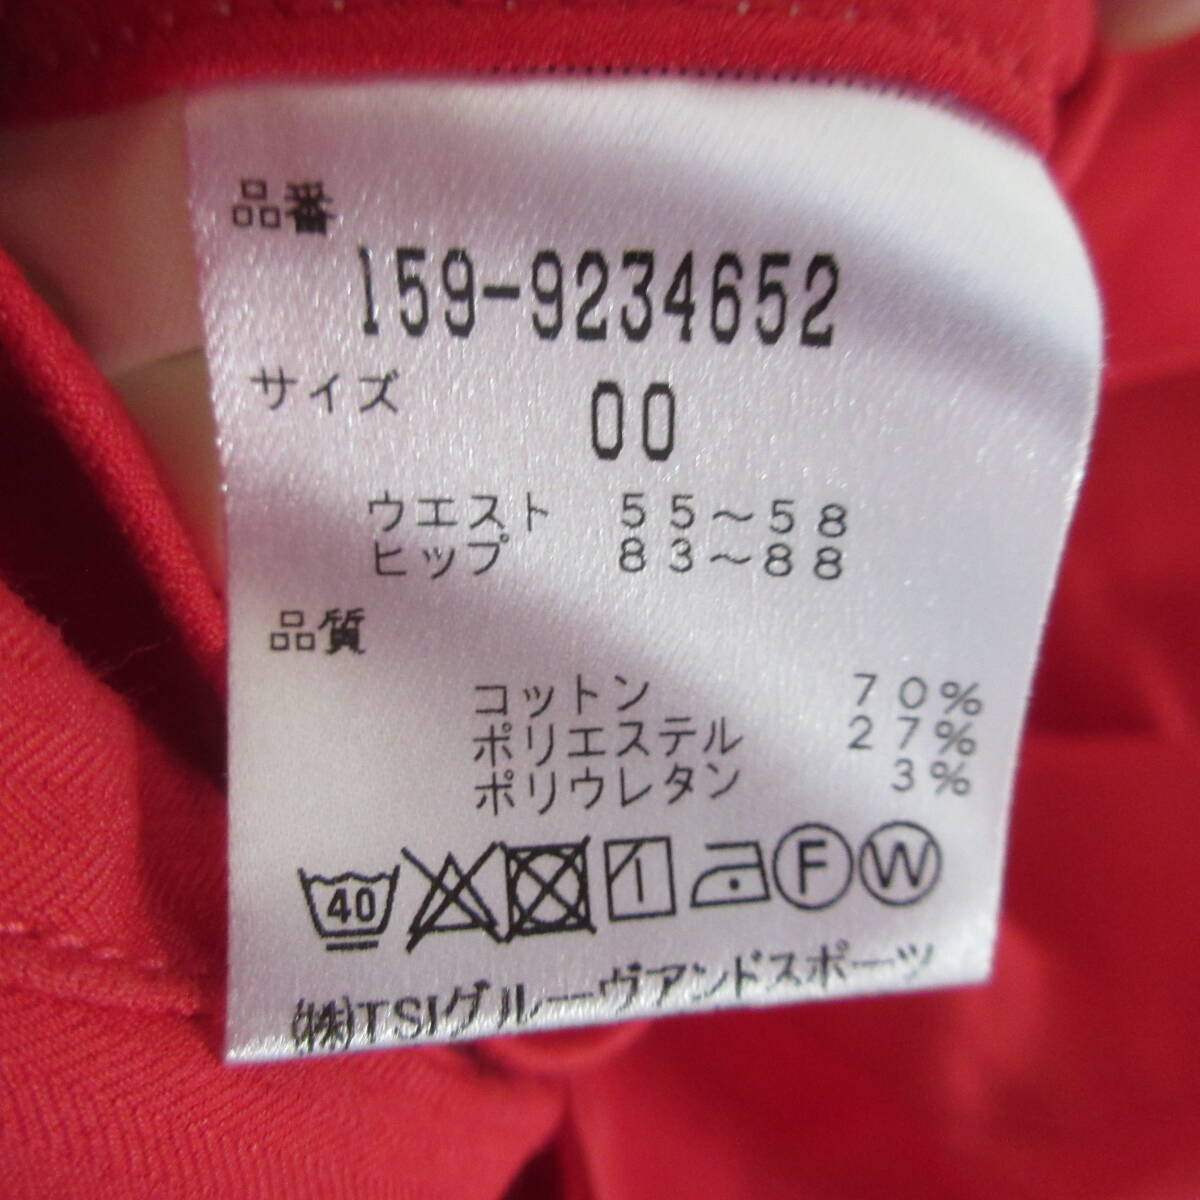 品番
159-9234652
サイズ 00
ウエスト 55～58
ヒップ 83～88
品質
コットン 70%
ポリエステル 27%
ポリウレタン 3%
40 F W
㈱TSIグルーヴアンドスポーツ